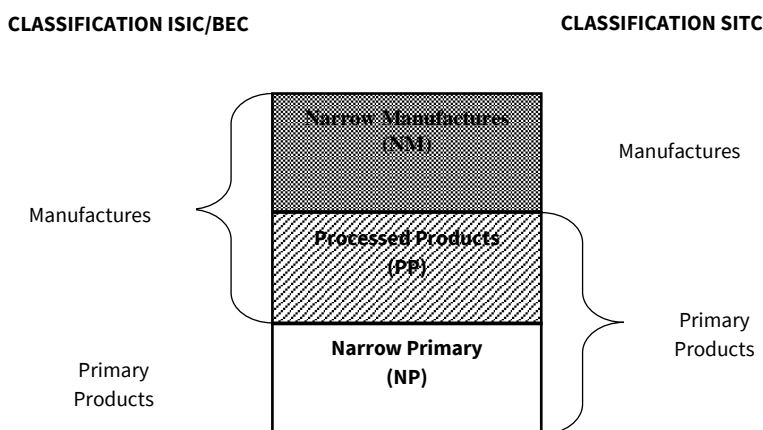 CLASSIFICATION ISIC/BEC
CLASSIFICATION SITC
Narrow Manufactures
(NM)
Manufactures
Manufactures
Processed Products
(PP)
Primary
Products
Narrow Primary
(NP)
Primary
Products